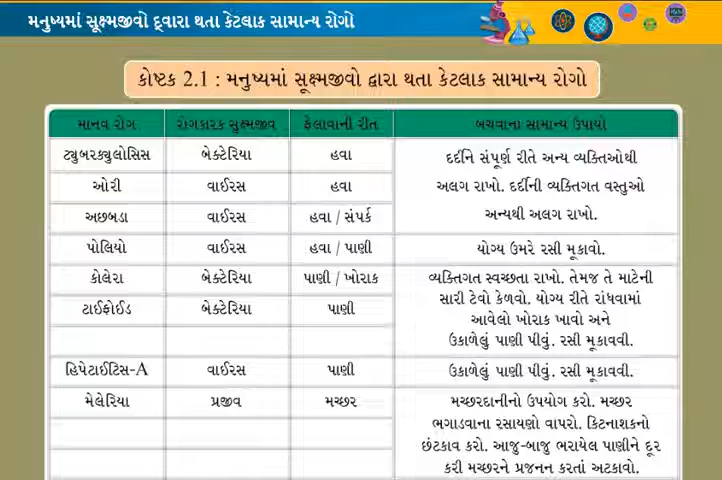 મનુષ્યમાં સૂક્ષ્મજીવો દ્વારા થતા કેટલાક સામાન્ય રોગો
કોષ્ટક 2.1 : મનુષ્યમાં સૂક્ષ્મજીવો દ્વારા થતા કેટલાક સામાન્ય રોગો
માનવ રોગ રોગકારક સુક્ષ્મજીવ ફેલાવાની રીત બચવાના સામાન્ય ઉપાયો
ટ્યુબરક્યુલોસિસ બેક્ટેરિયા હવા દર્દીને સંપૂર્ણ રીતે અન્ય વ્યક્તિઓથી
ઓરી વાઈરસ હવા અલગ રાખો. દર્દીની વ્યક્તિગત વસ્તુઓ
અછબડા વાઈરસ હવા / સંપર્ક અન્યથી અલગ રાખો.
પોલિયો વાઈરસ હવા / પાણી યોગ્ય ઉમરે રસી મૂકાવો.
કોલેરા બેક્ટેરિયા પાણી / ખોરાક વ્યક્તિગત સ્વચ્છતા રાખો. તેમજ તે માટેની
સારી ટેવો કેળવો. યોગ્ય રીતે રાંધવામાં
ટાઈફોઈડ બેક્ટેરિયા પાણી આવેલો ખોરાક ખાવો અને
ઉકાળેલું પાણી પીવું. રસી મૂકાવવી.
હિપેટાઈટિસ-A વાઈરસ પાણી ઉકાળેલું પાણી પીવું. રસી મૂકાવવી.
મેલેરિયા પ્રજીવ મચ્છર મચ્છરદાનીનો ઉપયોગ કરો. મચ્છર
ભગાડવાના રસાયણો વાપરો. કિટનાશકનો
છંટકાવ કરો. આજુ-બાજુ ભરાયેલ પાણીને દૂર
કરી મચ્છરને પ્રજનન કરતાં અટકાવો.